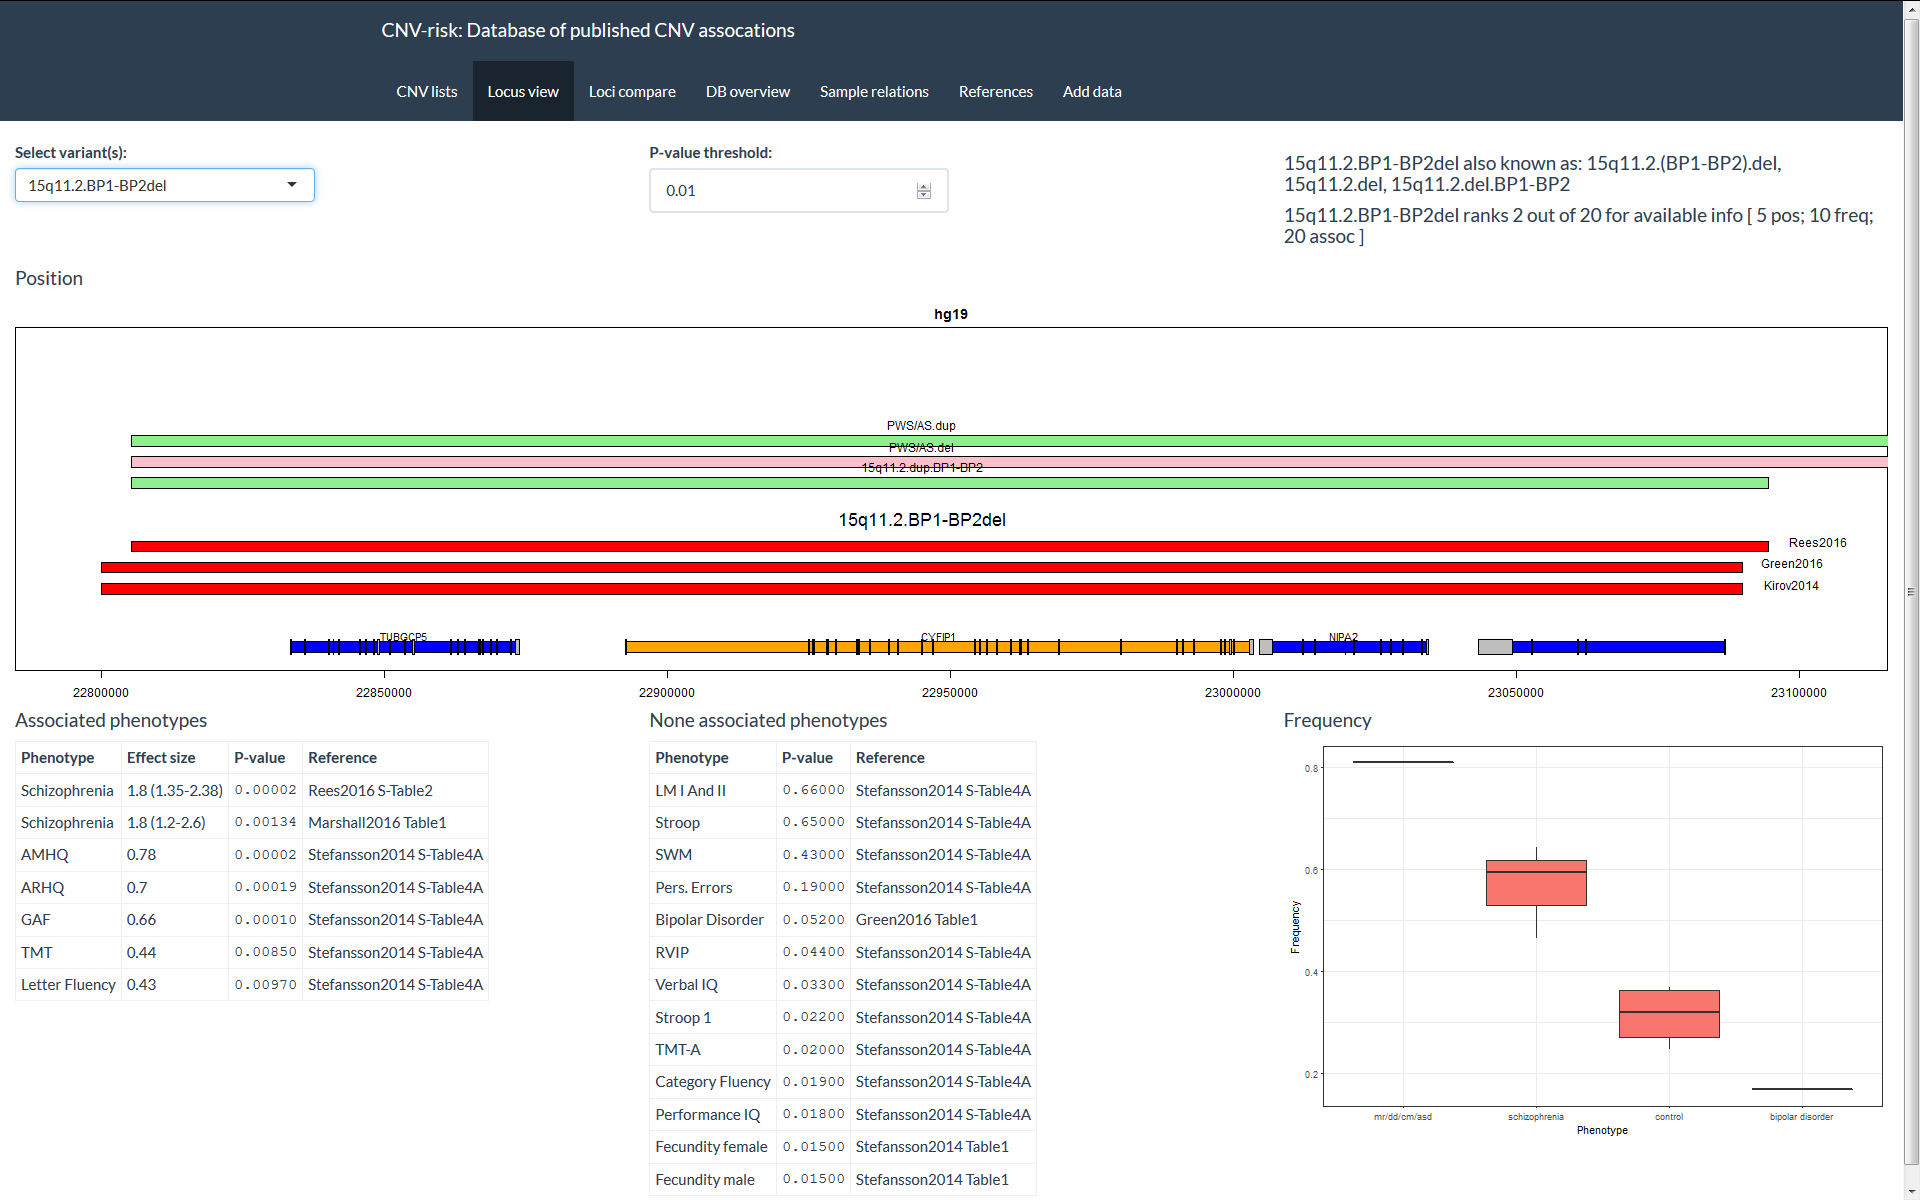 CNV-risk: Database of published CNV assocations
CNV lists Locus view Loci compare DB overview Sample relations References Add data
Select variant(s):
15q11.2.BP1-BP2del
P-value threshold:
0.01
15q11.2.BP1-BP2del also known as: 15q11.2.(BP1-BP2).del,
15q11.2.del, 15q11.2.del.BP1-BP2
15q11.2.BP1-BP2del ranks 2 out of 20 for available info [ 5 pos; 10 freq;
20 assoc ]
Position
hg19
PWS/AS.dup
PWS/AS.del
15q11.2.dup.BP1-BP2
15q11.2.BP1-BP2del
Rees2016
Green2016
Kirov2014
TUBGCP5 CYFIP1 NIPA2
22800000 22850000 22900000 22950000 23000000 23050000 23100000
Associated phenotypes
Phenotype Effect size P-value Reference
Schizophrenia 1.8 (1.35-2.38) 0.00002 Rees2016 S-Table2
Schizophrenia 1.8 (1.2-2.6) 0.00134 Marshall2016 Table1
AMHQ 0.78 0.00002 Stefansson2014 S-Table4A
ARHQ 0.7 0.00019 Stefansson2014 S-Table4A
GAF 0.66 0.00010 Stefansson2014 S-Table4A
TMT 0.44 0.00850 Stefansson2014 S-Table4A
Letter Fluency 0.43 0.00970 Stefansson2014 S-Table4A
None associated phenotypes
Phenotype P-value Reference
LM I And II 0.66000 Stefansson2014 S-Table4A
Stroop 0.65000 Stefansson2014 S-Table4A
SWM 0.43000 Stefansson2014 S-Table4A
Pers. Errors 0.19000 Stefansson2014 S-Table4A
Bipolar Disorder 0.05200 Green2016 Table1
RVIP 0.04400 Stefansson2014 S-Table4A
Verbal IQ 0.03300 Stefansson2014 S-Table4A
Stroop 1 0.02200 Stefansson2014 S-Table4A
TMT-A 0.02000 Stefansson2014 S-Table4A
Category Fluency 0.01900 Stefansson2014 S-Table4A
Performance IQ 0.01800 Stefansson2014 S-Table4A
Fecundity female 0.01500 Stefansson2014 Table1
Fecundity male 0.01500 Stefansson2014 Table1
Frequency
Frequency
0.8
0.6
0.4
0.2
mr/dd/cm/asd schizophrenia control bipolar disorder
Phenotype